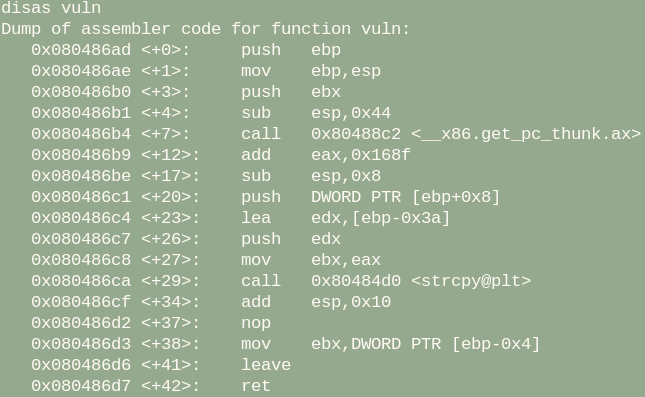 disas vuln
Dump of assembler code for function vuln:
   0x080486ad <+0>:     push   ebp
   0x080486ae <+1>:     mov    ebp,esp
   0x080486b0 <+3>:     push   ebx
   0x080486b1 <+4>:     sub    esp,0x44
   0x080486b4 <+7>:     call   0x80488c2 <__x86.get_pc_thunk.ax>
   0x080486b9 <+12>:    add    eax,0x168f
   0x080486be <+17>:    sub    esp,0x8
   0x080486c1 <+20>:    push   DWORD PTR [ebp+0x8]
   0x080486c4 <+23>:    lea    edx,[ebp-0x3a]
   0x080486c7 <+26>:    push   edx
   0x080486c8 <+27>:    mov    ebx,eax
   0x080486ca <+29>:    call   0x80484d0 <strcpy@plt>
   0x080486cf <+34>:    add    esp,0x10
   0x080486d2 <+37>:    nop
   0x080486d3 <+38>:    mov    ebx,DWORD PTR [ebp-0x4]
   0x080486d6 <+41>:    leave
   0x080486d7 <+42>:    ret